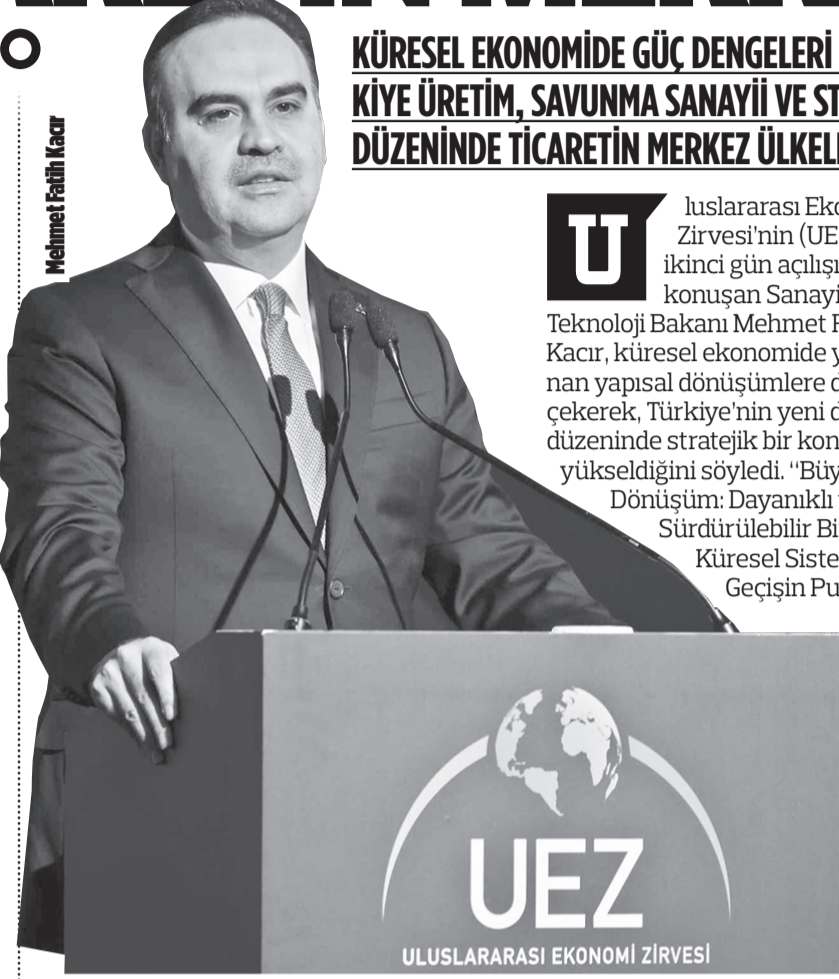 Mehmet Fatih Kacır
KÜRESEL EKONOMİDE GÜÇ DENGELERİ
KİYE ÜRETİM, SAVUNMA SANAYİİ VE ST
DÜZENİNDE TİCARETİN MERKEZ ÜLKEL
Uluslararası Eko
Zirvesi'nin (UE
ikinci gün açılışı
konuşan Sanayi
Teknoloji Bakanı Mehmet F
Kacır, küresel ekonomide y
nan yapısal dönüşümlere d
çekerek, Türkiye'nin yeni d
düzeninde stratejik bir kon
yükseldiğini söyledi. “Büy
Dönüşüm: Dayanıklı
Sürdürülebilir Bi
Küresel Siste
Geçişin Pu
UEZ
ULUSLARARASI EKONOMİ ZİRVESİ